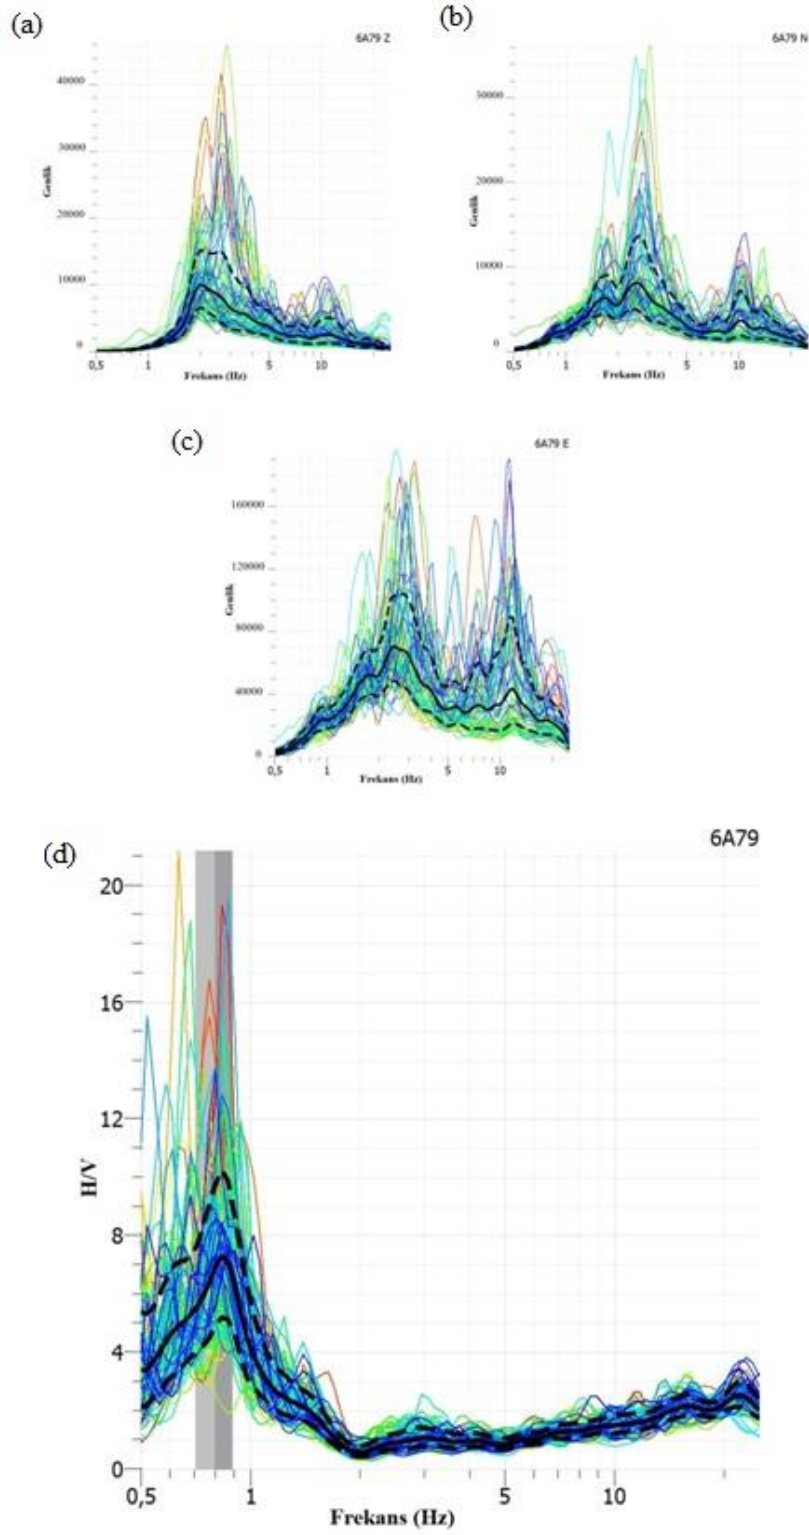 (a)
6A79 Z
40000
30000
20000
10000
0
Genlik
0,5 1 5 10
Frekans (Hz)
(b)
6A79 N
30000
20000
10000
0
Genlik
0,5 1 5 10
Frekans (Hz)
(c)
6A79 E
160000
120000
80000
40000
0
Genlik
0,5 1 5 10
Frekans (Hz)
(d)
6A79
20
16
12
8
4
0
H/V
0,5 1 5 10
Frekans (Hz)